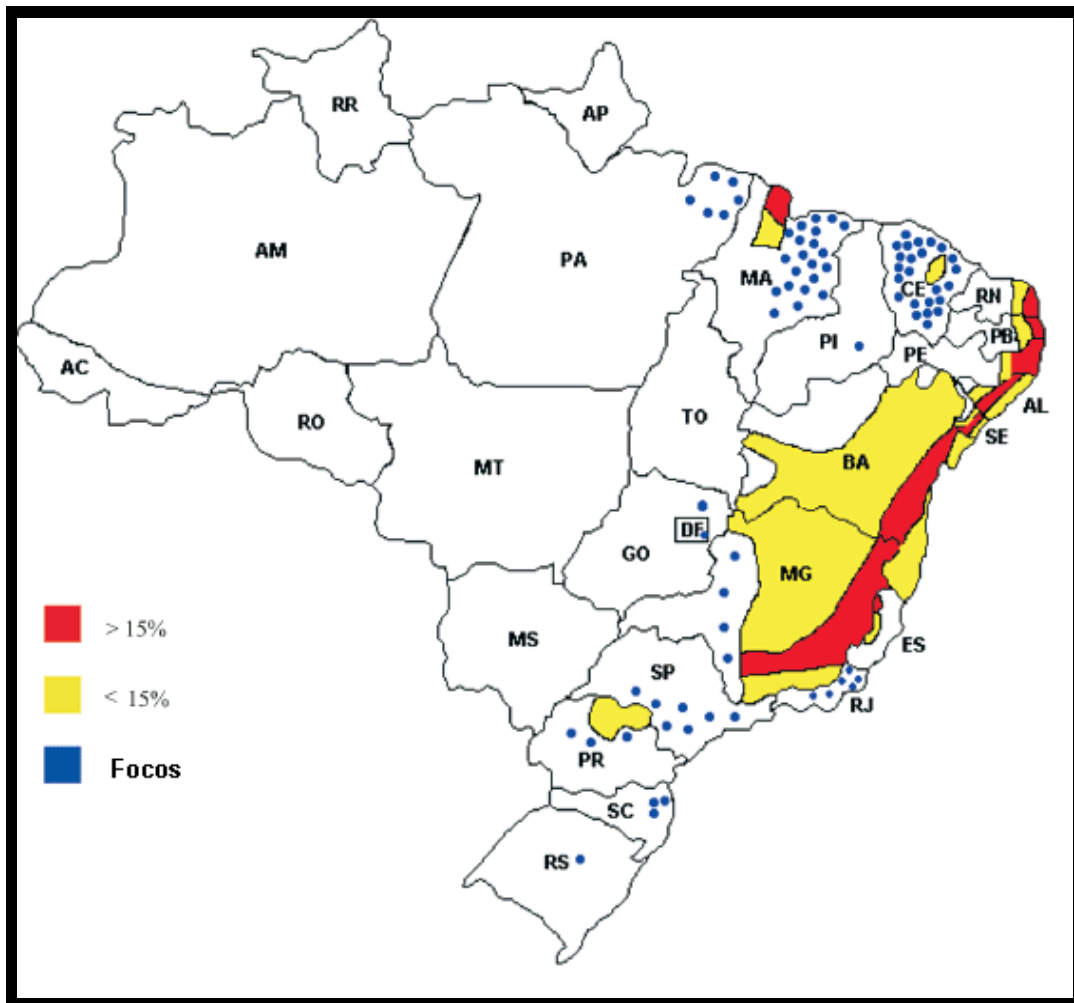 RR
AP
AM
PA
MA
CE
RN
PB
PI
PE
AC
AL
TO
SE
RO
BA
MT
DF
GO
MG
MS
ES
SP
RJ
PR
SC
RS
> 15%
< 15%
Focos